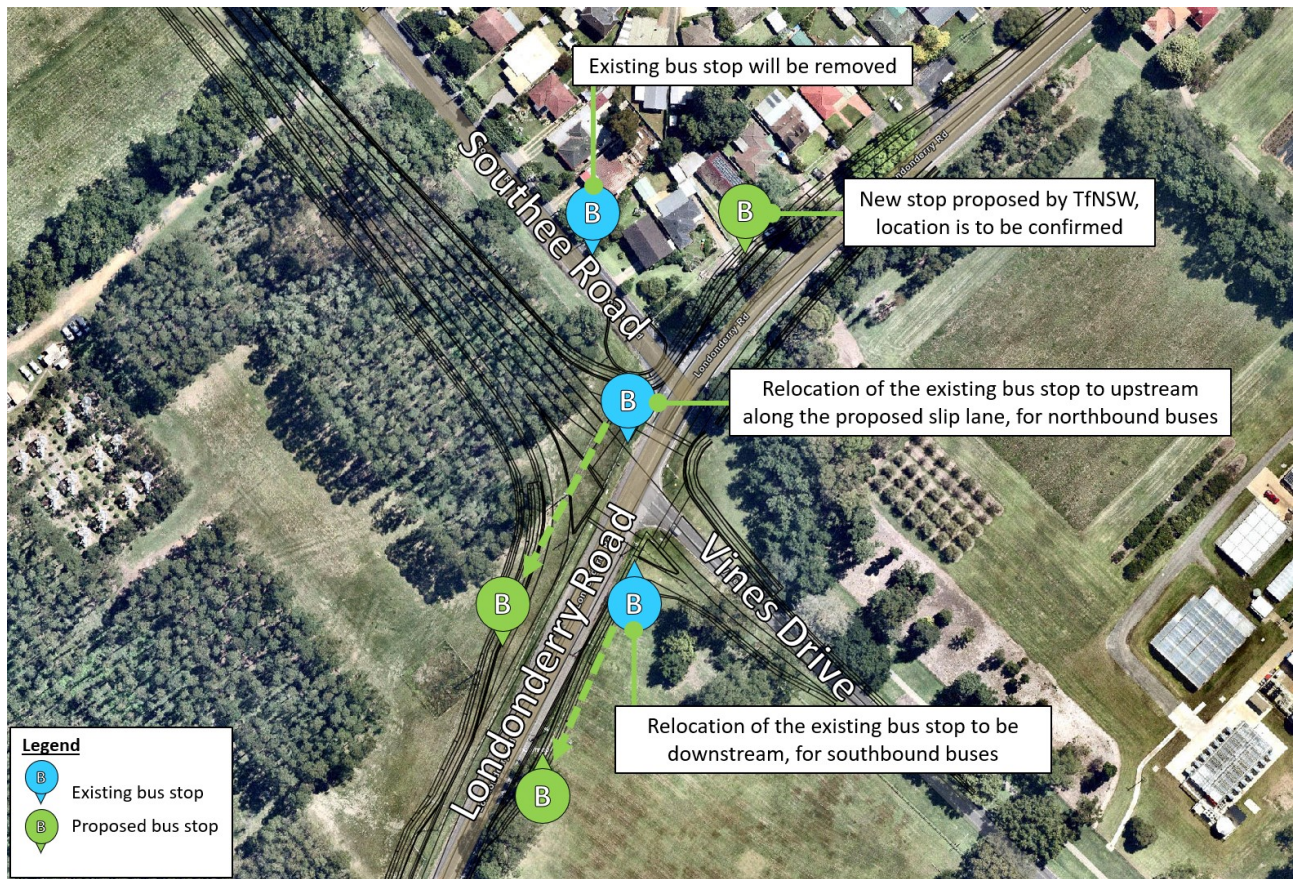 Existing bus stop will be removed
B
B
New stop proposed by TfNSW,
location is to be confirmed
Southee Road
Londonderry Rd
B
Relocation of the existing bus stop to upstream
along the proposed slip lane, for northbound buses
Londonderry Road
Vines Drive
B
B
Relocation of the existing bus stop to be
downstream, for southbound buses
B
Legend
B
Existing bus stop
B
Proposed bus stop